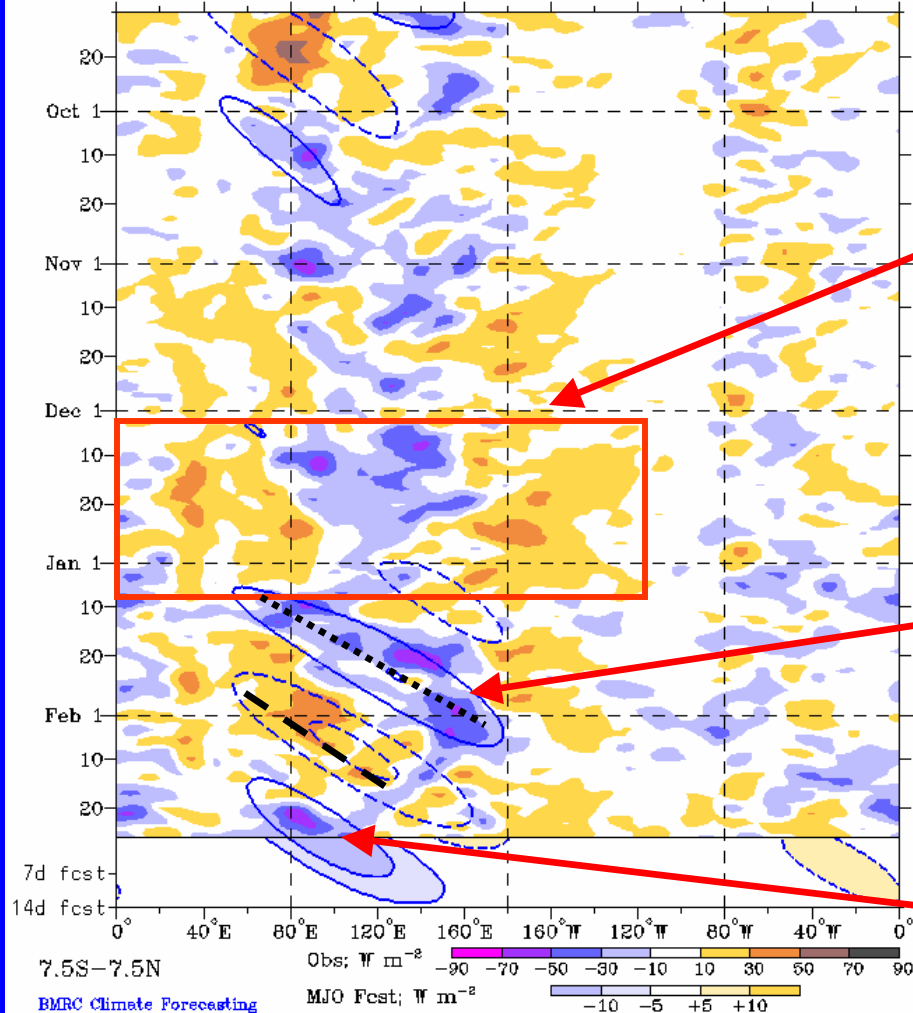 20
Oct 1
10
20
Nov 1
10
20
Dec 1
10
20
Jan 1
10
20
Feb 1
10
20
7d fcst
14d fcst
0° 40°E 80°E 120°E 160°E 160°W 120°W 80°W 40°W 0°
7.5S-7.5N
Obs; W m⁻²
-90 -70 -50 -30 -10 10 30 50 70 90
BMRC Climate Forecasting
MJO Fcst; W m⁻²
-10 -5 +5 +10